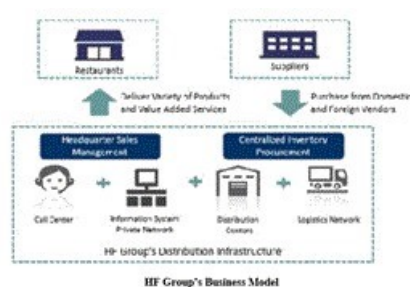 Restaurants
Suppliers
Deliver Variety of Products
and Value Added Services
Purchase from Domestic
and Foreign Vendors
Headquarter Sales
Management
Centralized Inventory
Procurement
Call Center
Information System
Private Network
Distribution
Centers
Logistics Network
HF Group's Distribution Infrastructure
HF Group's Business Model